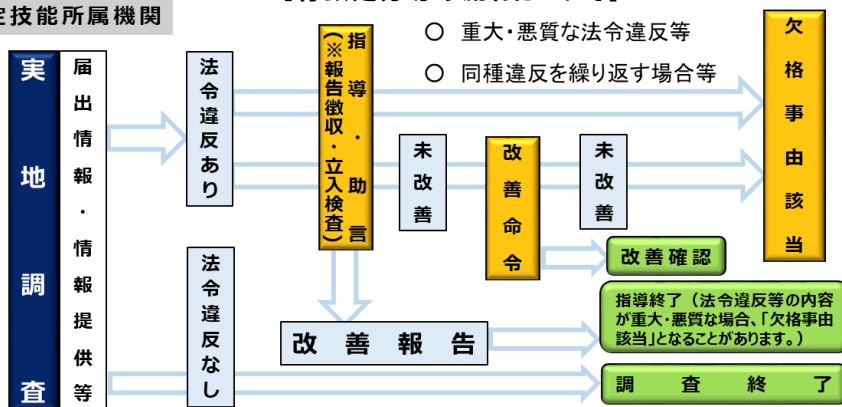 技能所属機関
○ 重大・悪質な法令違反等
○ 同種違反を繰り返す場合等
実地調査
届出情報・情報提供等
法令違反あり
指導・助言
(※報告徴収・立入検査)
未改善
改善命令
未改善
欠格事由該当
改善確認
法令違反なし
改善報告
指導終了（法令違反等の内容
が重大・悪質な場合、「欠格事由
該当」となることがあります。）
調査終了